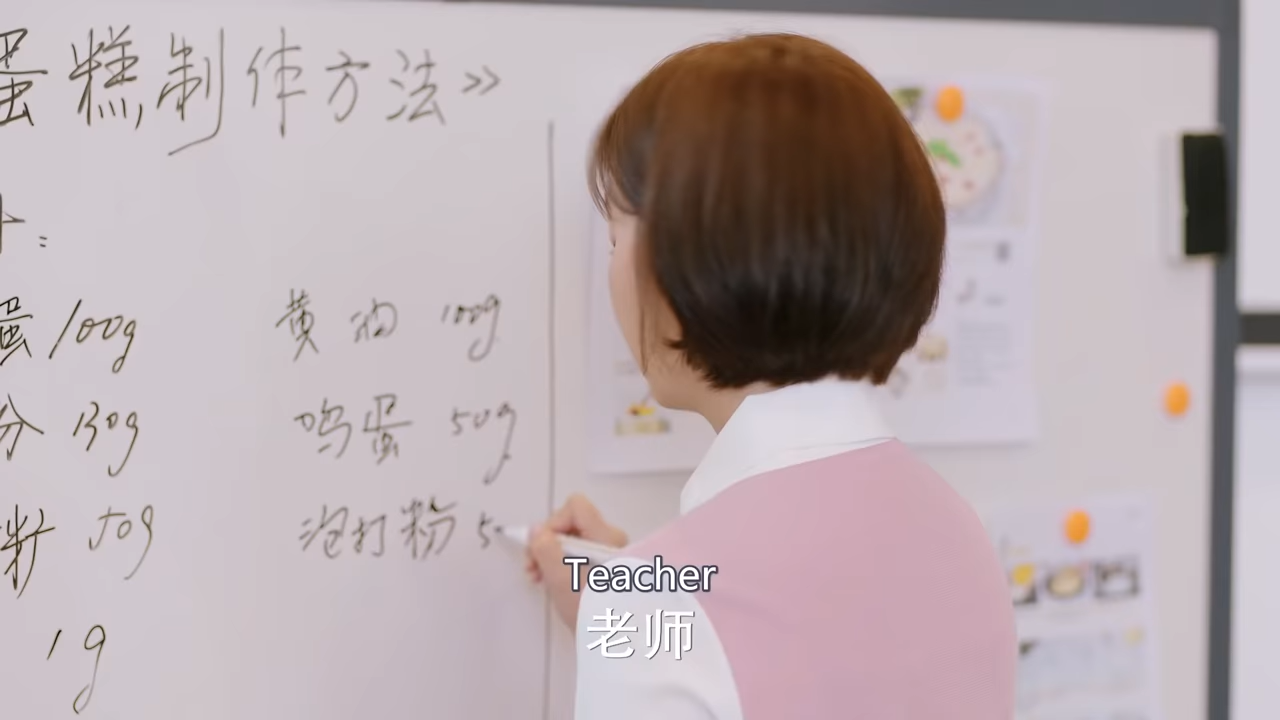 蛋糕制作方法》
蛋 100g 黄油 100g
分 130g 鸡蛋 50g
50g 泡打粉 5
1g
Teacher
老师